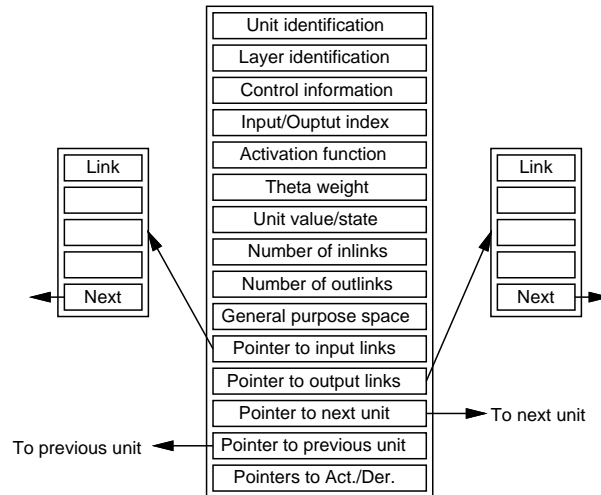 Unit identification
Layer identification
Control information
Input/Ouptut index
Activation function
Theta weight
Unit value/state
Number of inlinks
Number of outlinks
General purpose space
Pointer to input links
Pointer to output links
Pointer to next unit
Pointer to previous unit
Pointers to Act./Der.
Link
Next
Link
Next
To next unit
To previous unit